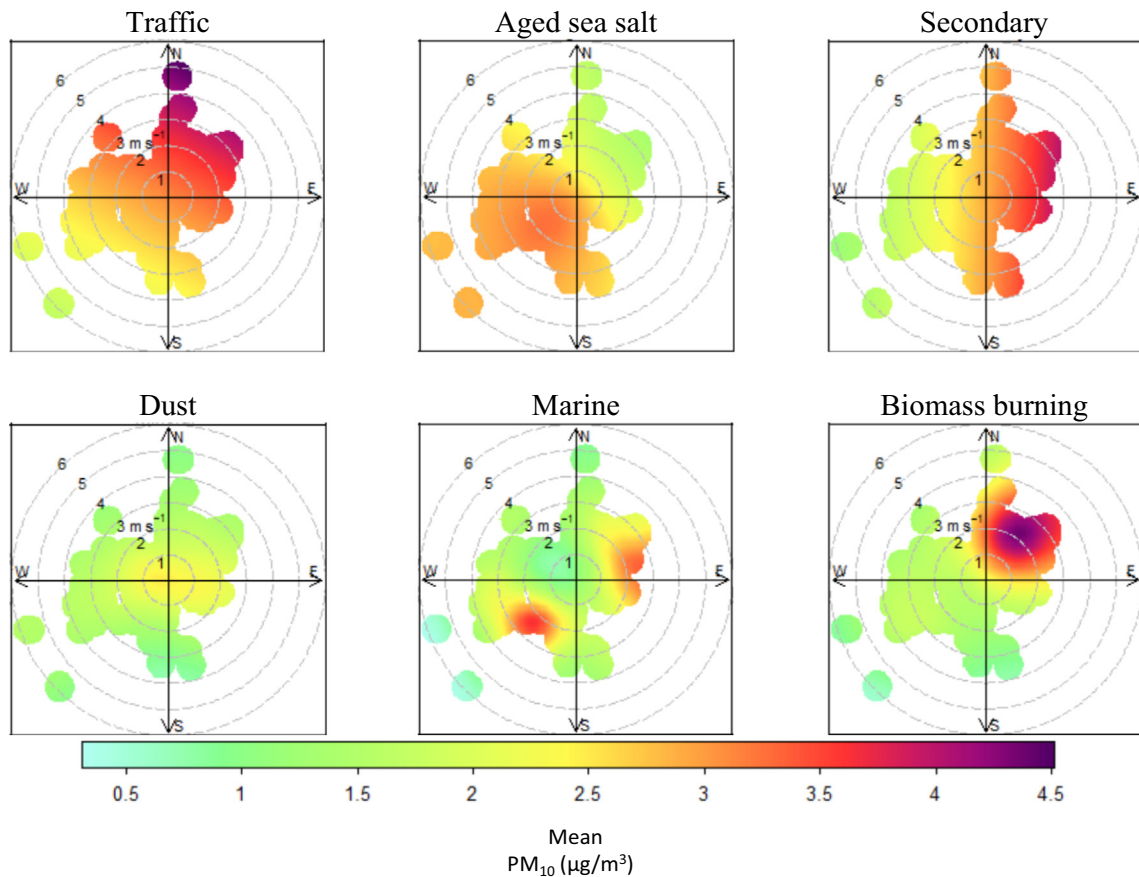 Traffic Aged sea salt Secondary
N N N
6 6 6
5 5 5
4 4 4
3 m s⁻¹ 3 m s⁻¹ 3 m s⁻¹
2 2 2
1 1 1
W E W E W E
S S S
Dust Marine Biomass burning
N N N
6 6 6
5 5 5
4 4 4
3 m s⁻¹ 3 m s⁻¹ 3 m s⁻¹
2 2 2
1 1 1
W E W E W E
S S S
0.5 1 1.5 2 2.5 3 3.5 4 4.5
Mean
PM₁₀ (µg/m³)